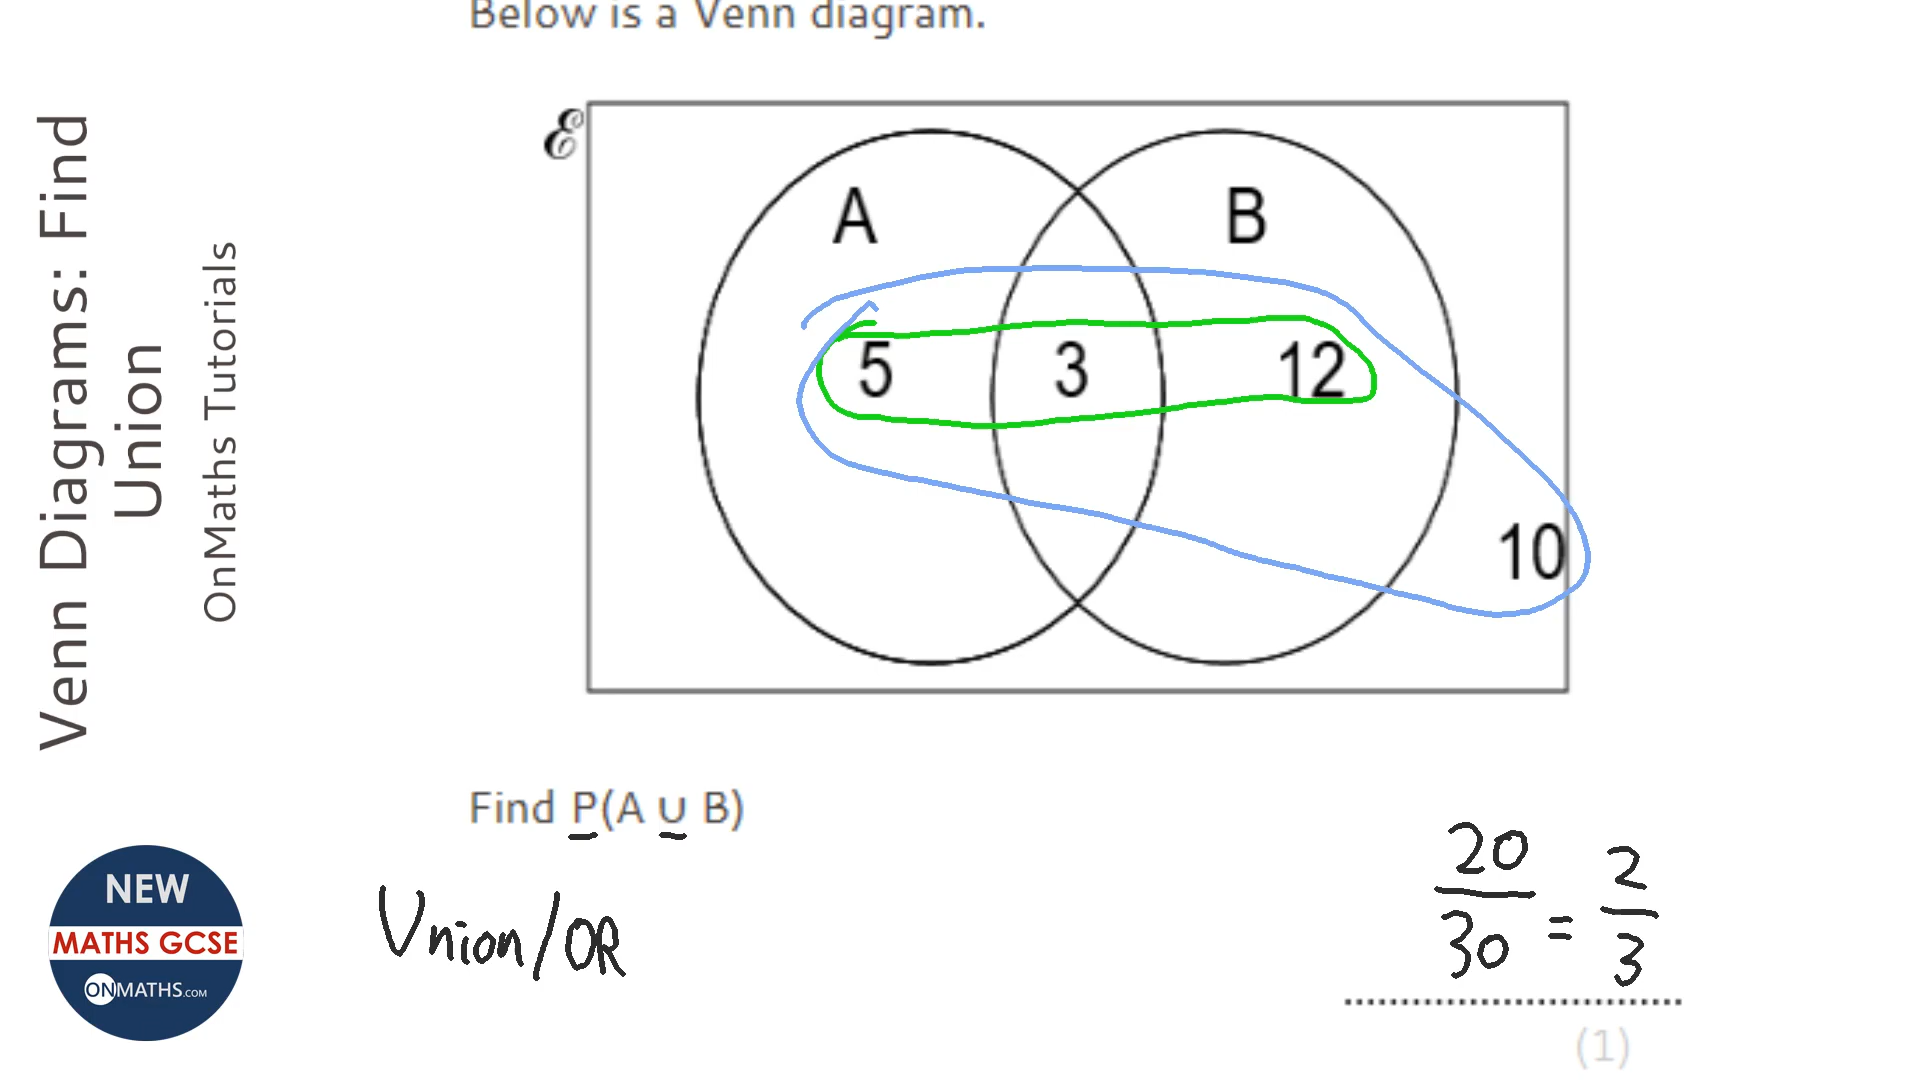 Below is a Venn diagram.
Venn Diagrams: Find
Union
OnMaths Tutorials
ℰ
A
B
5
3
12
10
Find P(A ∪ B)
Union/OR
20
30
=
2
3
(1)
NEW
MATHS GCSE
ONMATHS.COM